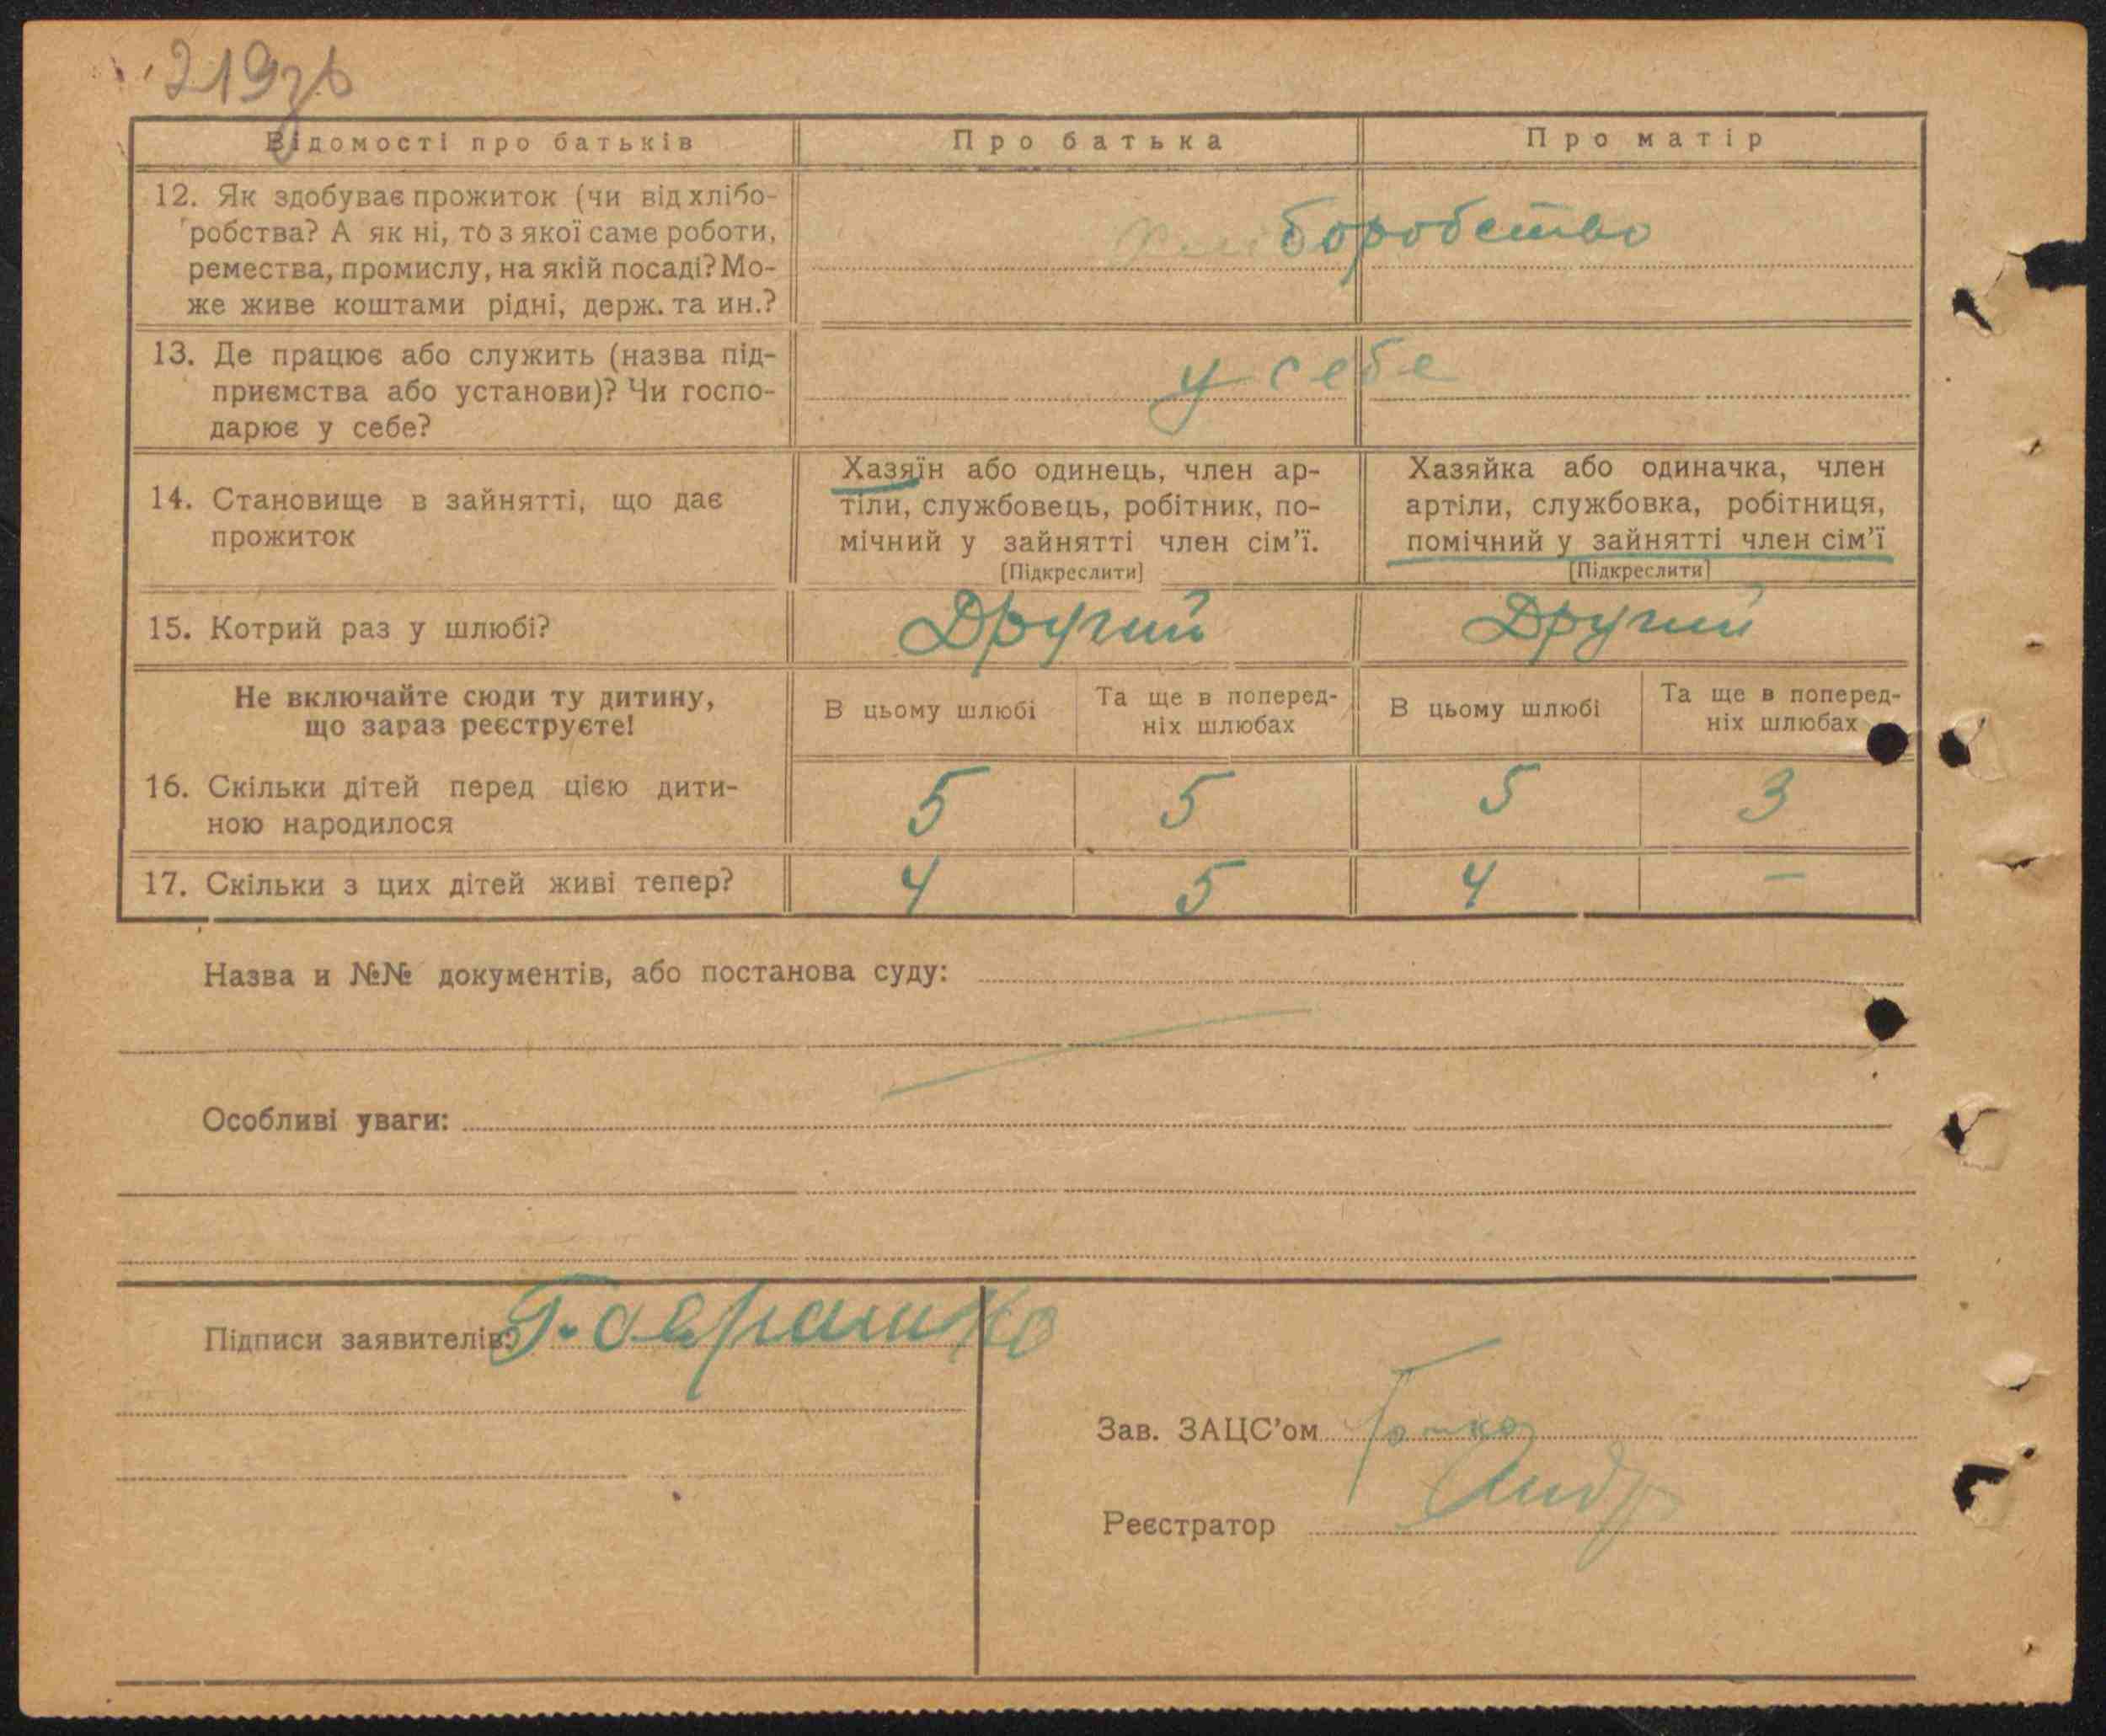 219зв
Відомості про батьків Про батька Про матір
12. Як здобуває прожиток (чи від хлібо-
робства? А як ні, то з якої саме роботи,
ремества, промислу, на якій посаді? Мо-
же живе коштами рідні, держ. та ин.?
хліборобство
13. Де працює або служить (назва під-
приємства або установи)? Чи госпо-
дарює у себе?
у себе
14. Становище в зайнятті, що дає
прожиток
Хазяїн або одинець, член ар-
тіли, службовець, робітник, по-
мічний у зайнятті член сім'ї.
[Підкреслити]
Хазяйка або одиначка, член
артіли, службовка, робітниця,
помічний у зайнятті член сім'ї
[Підкреслити]
15. Котрий раз у шлюбі? Другий Другий
Не включайте сюди ту дитину,
що зараз реєструєте!
В цьому шлюбі
Та ще в поперед-
ніх шлюбах
В цьому шлюбі
Та ще в поперед-
ніх шлюбах
16. Скільки дітей перед цією дити-
ною народилося
5 5 5 3
17. Скільки з цих дітей живі тепер? 4 5 4 –
Назва и №№ документів, або постанова суду:
Особливі уваги:
Підписи заявителів:
Зав. ЗАЦС'ом
Реєстратор